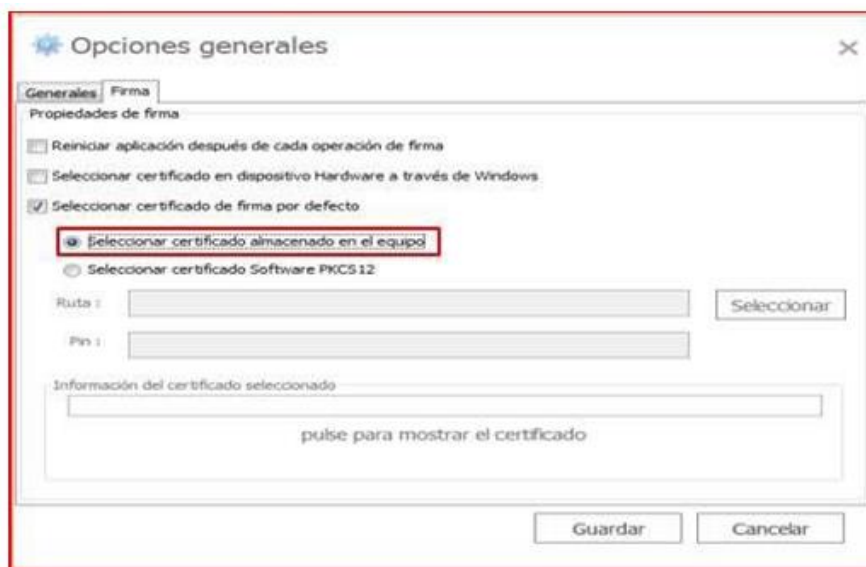 Opciones generales
Generales Firma
Propiedades de firma
Reiniciar aplicación después de cada operación de firma
Seleccionar certificado en dispositivo Hardware a través de Windows
Seleccionar certificado de firma por defecto
Seleccionar certificado almacenado en el equipo
Seleccionar certificado Software PKCS12
Ruta : Seleccionar
Pin :
Información del certificado seleccionado
pulse para mostrar el certificado
Guardar Cancelar